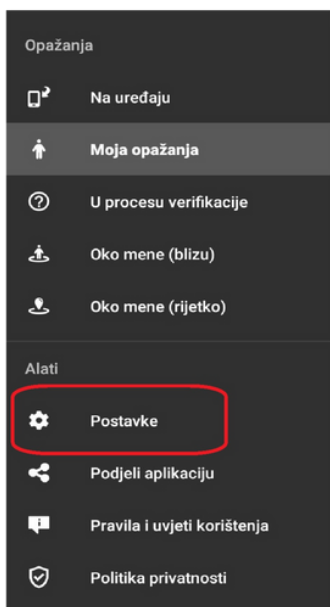 Opažanja
Na uređaju
Moja opažanja
U procesu verifikacije
Oko mene (blizu)
Oko mene (rijetko)
Alati
Postavke
Podjeli aplikaciju
Pravila i uvjeti korištenja
Politika privatnosti